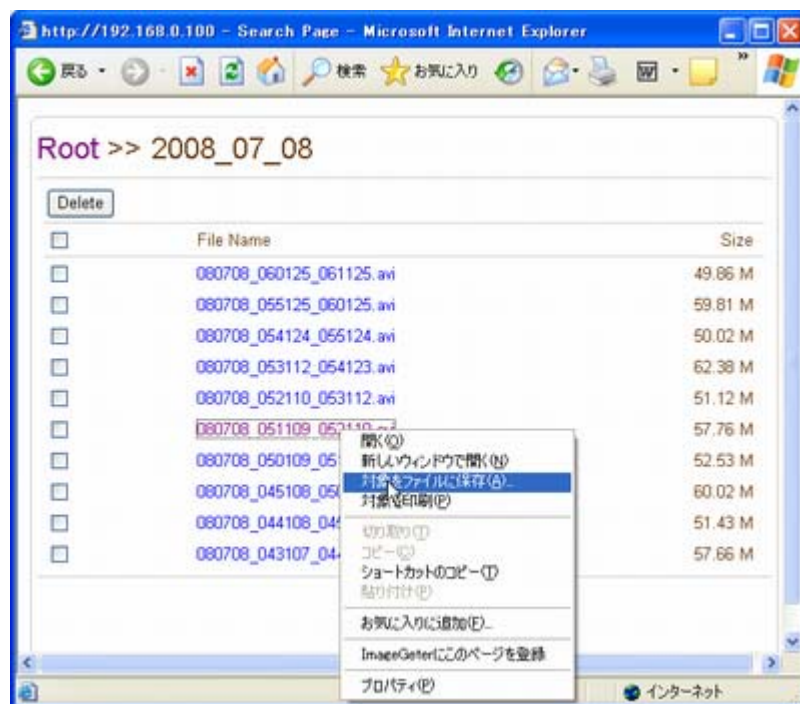 http://192.168.0.100 - Search Page - Microsoft Internet Explorer
戻る 検索 お気に入り
Root >> 2008_07_08
Delete
File Name Size
080708_060125_061125.avi 49.86 M
080708_055125_060125.avi 59.81 M
080708_054124_055124.avi 50.02 M
080708_053112_054123.avi 62.38 M
080708_052110_053112.avi 51.12 M
080708_051109_052110.avi 57.76 M
080708_050109_05 52.53 M
080708_045108_05 60.02 M
080708_044108_04 51.43 M
080708_043107_04 57.66 M
開く(O)
新しいウィンドウで開く(N)
対象をファイルに保存(A)...
対象を印刷(P)
切り取り(T)
コピー(C)
ショートカットのコピー(T)
貼り付け(P)
お気に入りに追加(F)...
ImageGeterにこのページを登録
プロパティ(P)
インターネット